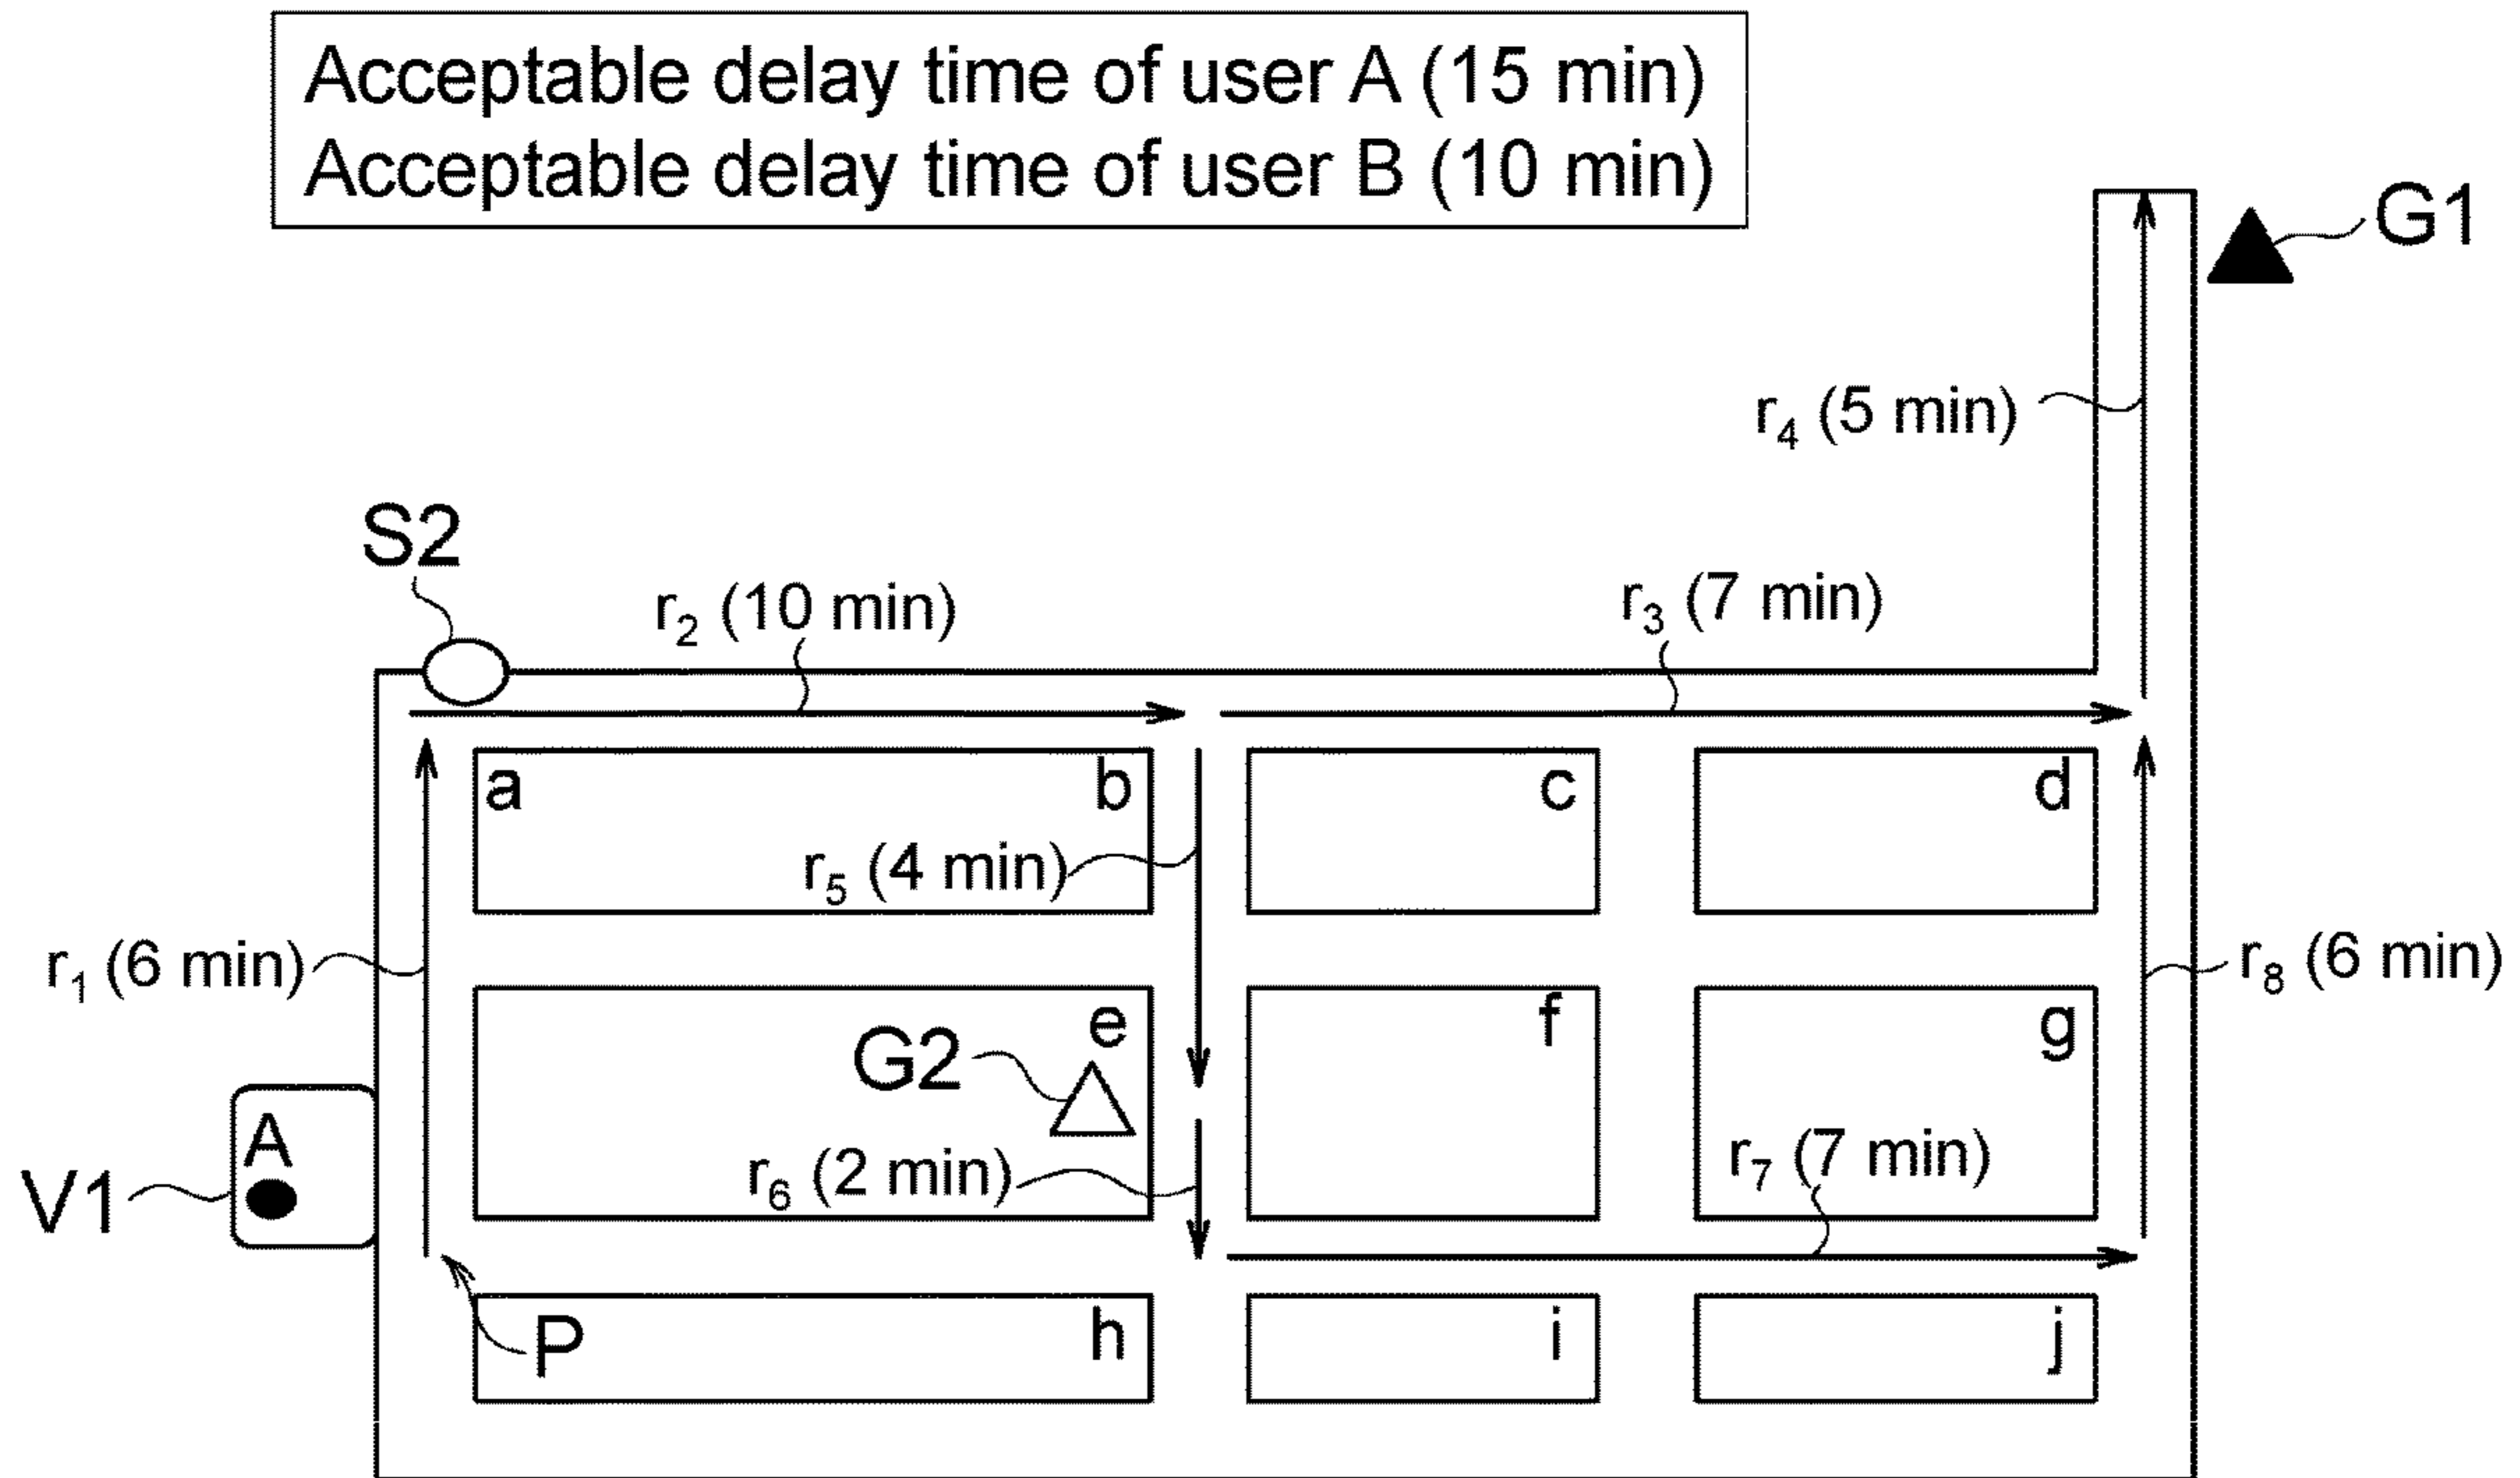 Acceptable delay time of user A (15 min)
Acceptable delay time of user B (10 min)
G1
r4 (5 min)
S2
r2 (10 min)
r3 (7 min)
a
b
c
d
r5 (4 min)
r1 (6 min)
r8 (6 min)
e
f
g
G2
A
r6 (2 min)
r7 (7 min)
V1
P
h
i
j